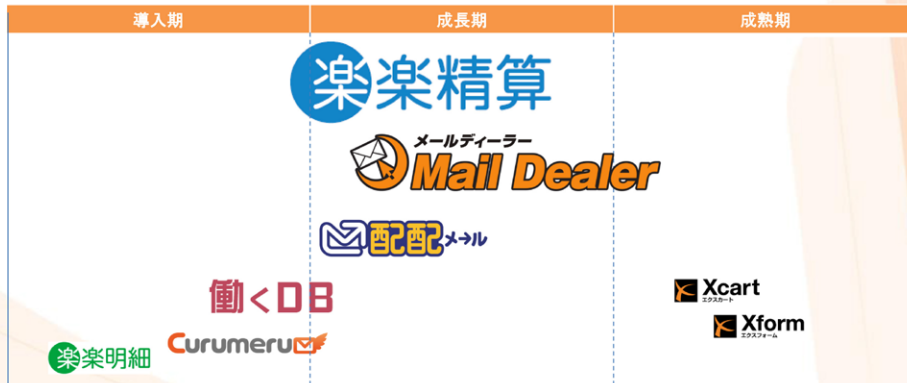 導入期
成長期
成熟期
楽楽精算
メールディーラー
Mail Dealer
配配メール
働くDB
Xcart
エクスカート
Xform
エクスフォーム
Curumeru
楽楽明細